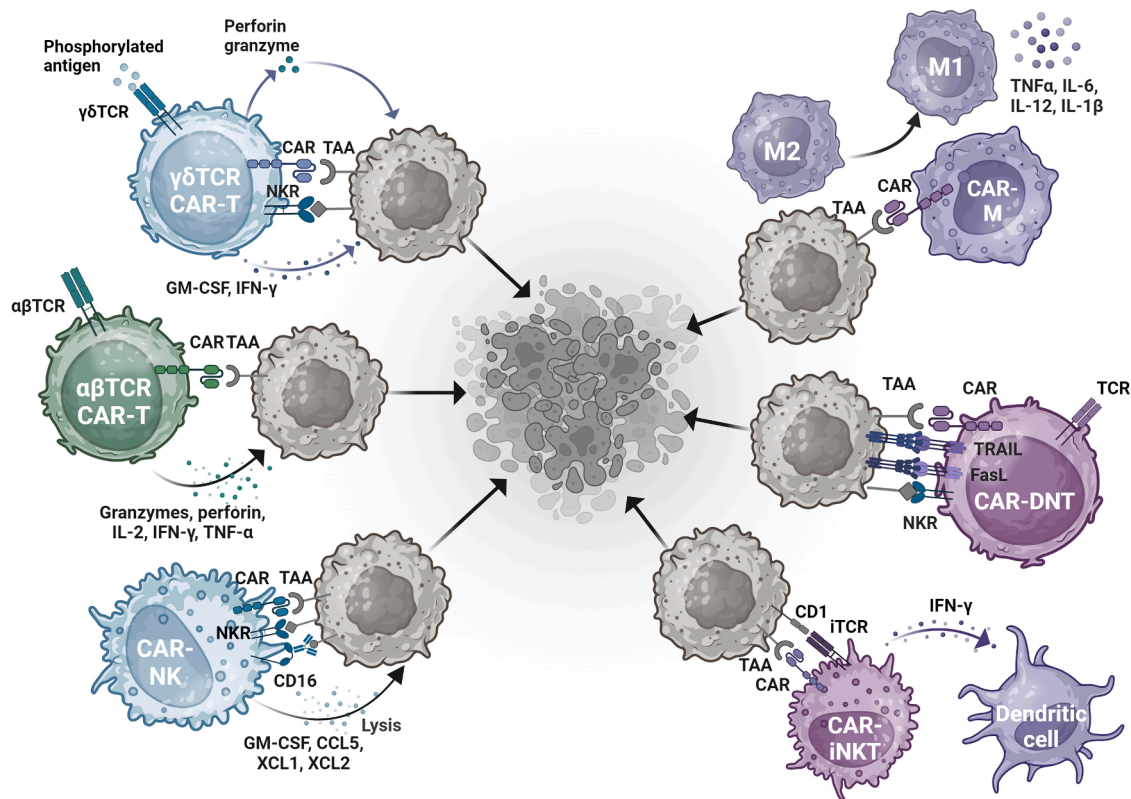 Phosphorylated
antigen
γδTCR
Perforin
granzyme
CAR TAA
γδTCR
CAR-T
NKR
GM-CSF, IFN-γ
αβTCR
CAR TAA
αβTCR
CAR-T
Granzymes, perforin,
IL-2, IFN-γ, TNF-α
CAR TAA
NKR
CAR-
NK
CD16
Lysis
GM-CSF, CCL5,
XCL1, XCL2
M1
TNFα, IL-6,
IL-12, IL-1β
M2
CAR
TAA
CAR-
M
TAA
CAR
TCR
TRAIL
FasL
CAR-DNT
NKR
CD1
iTCR
TAA
CAR
CAR-
iNKT
IFN-γ
Dendritic
cell